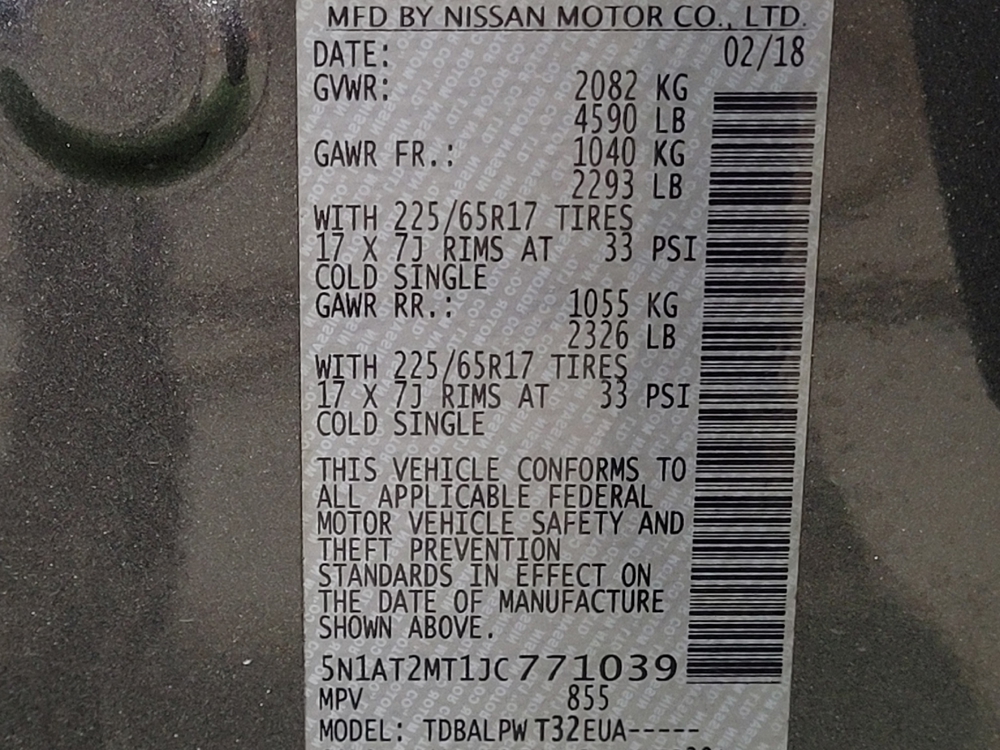 MFD BY NISSAN MOTOR CO., LTD.
DATE: 02/18
GVWR: 2082 KG
4590 LB
GAWR FR.: 1040 KG
2293 LB
WITH 225/65R17 TIRES
17 X 7J RIMS AT 33 PSI
COLD SINGLE
GAWR RR.: 1055 KG
2326 LB
WITH 225/65R17 TIRES
17 X 7J RIMS AT 33 PSI
COLD SINGLE
THIS VEHICLE CONFORMS TO
ALL APPLICABLE FEDERAL
MOTOR VEHICLE SAFETY AND
THEFT PREVENTION
STANDARDS IN EFFECT ON
THE DATE OF MANUFACTURE
SHOWN ABOVE.
5N1AT2MT1JC771039
MPV 855
MODEL: TDBALPWT32EUA-----